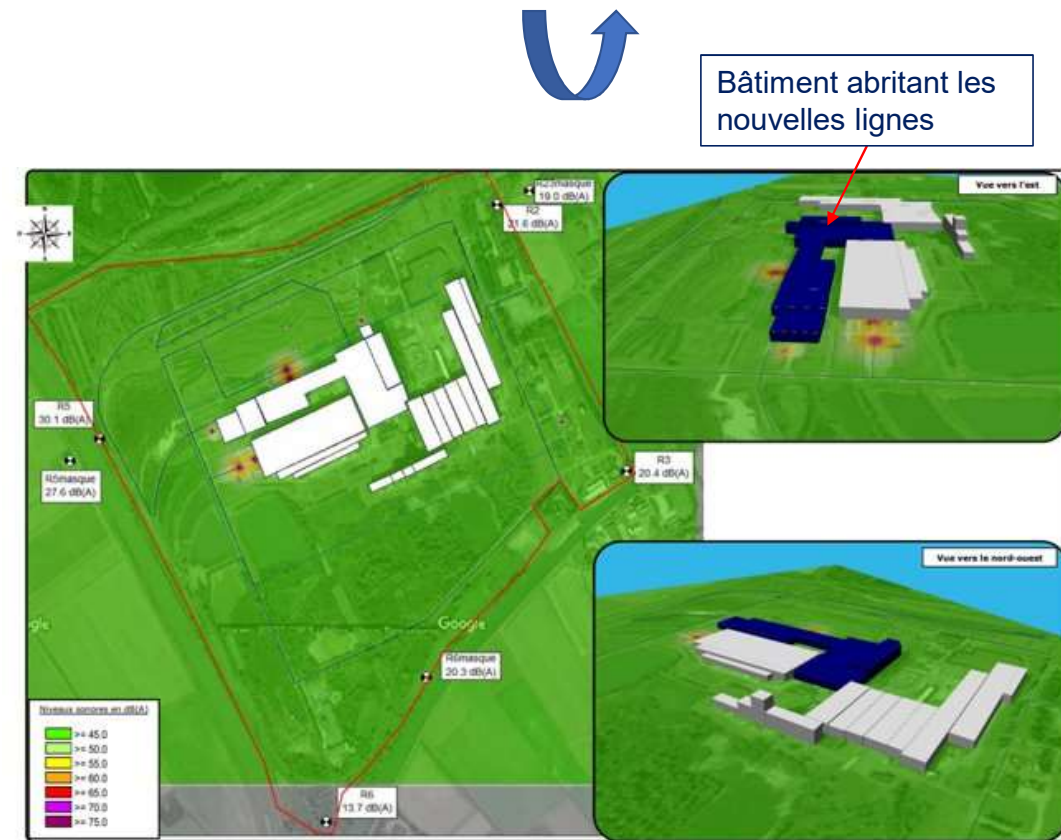 Bâtiment abritant les
nouvelles lignes
R23masque
19.0 dB(A)
R2
21.6 dB(A)
Vue vers l'est
R5
30.1 dB(A)
R5masque
27.6 dB(A)
R3
20.4 dB(A)
Vue vers le nord-ouest
gle
Google
R6masque
20.3 dB(A)
Niveaux sonores en dB(A)
>= 45.0
>= 50.0
>= 55.0
>= 60.0
>= 65.0
>= 70.0
>= 75.0
R6
13.7 dB(A)